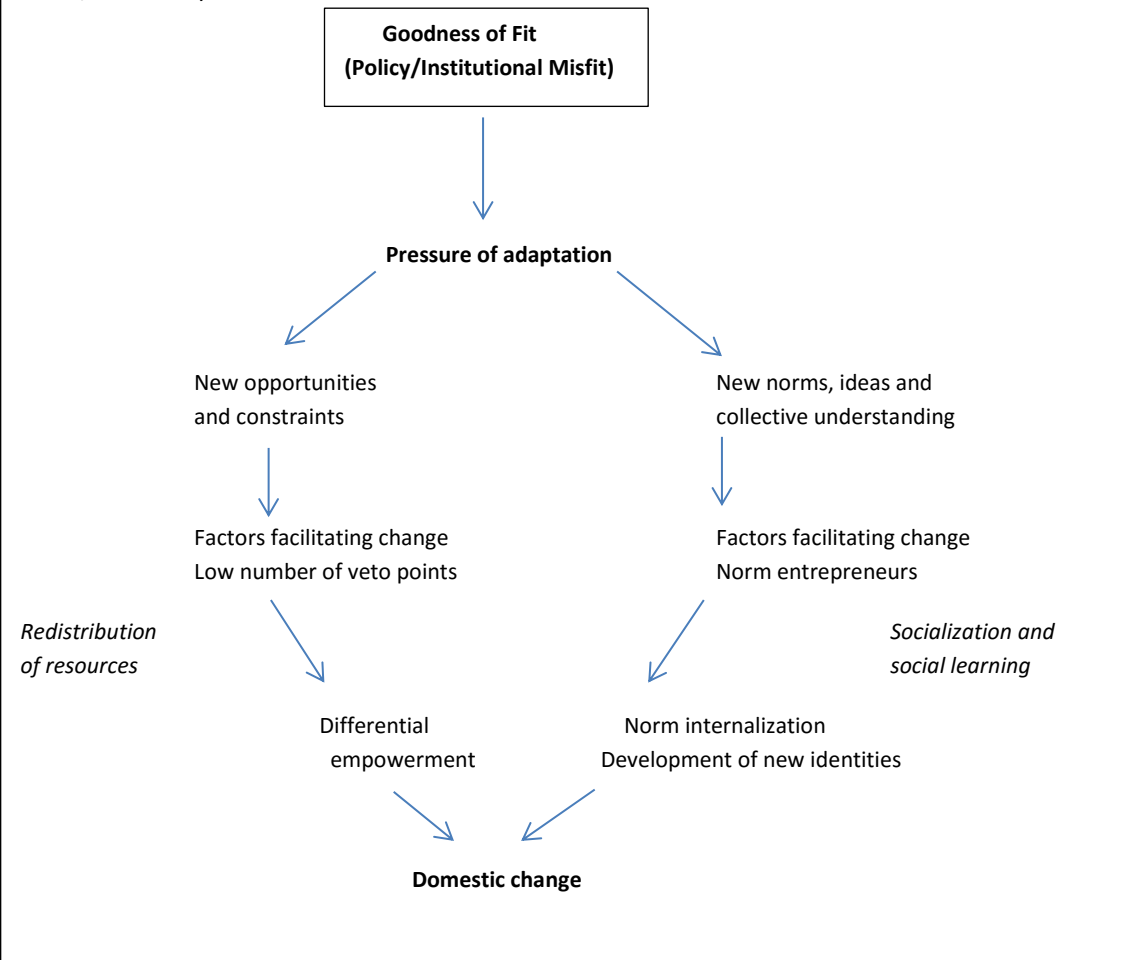 Goodness of Fit
(Policy/Institutional Misfit)
Pressure of adaptation
New opportunities
and constraints
New norms, ideas and
collective understanding
Factors facilitating change
Low number of veto points
Factors facilitating change
Norm entrepreneurs
Redistribution
of resources
Socialization and
social learning
Differential
empowerment
Norm internalization
Development of new identities
Domestic change